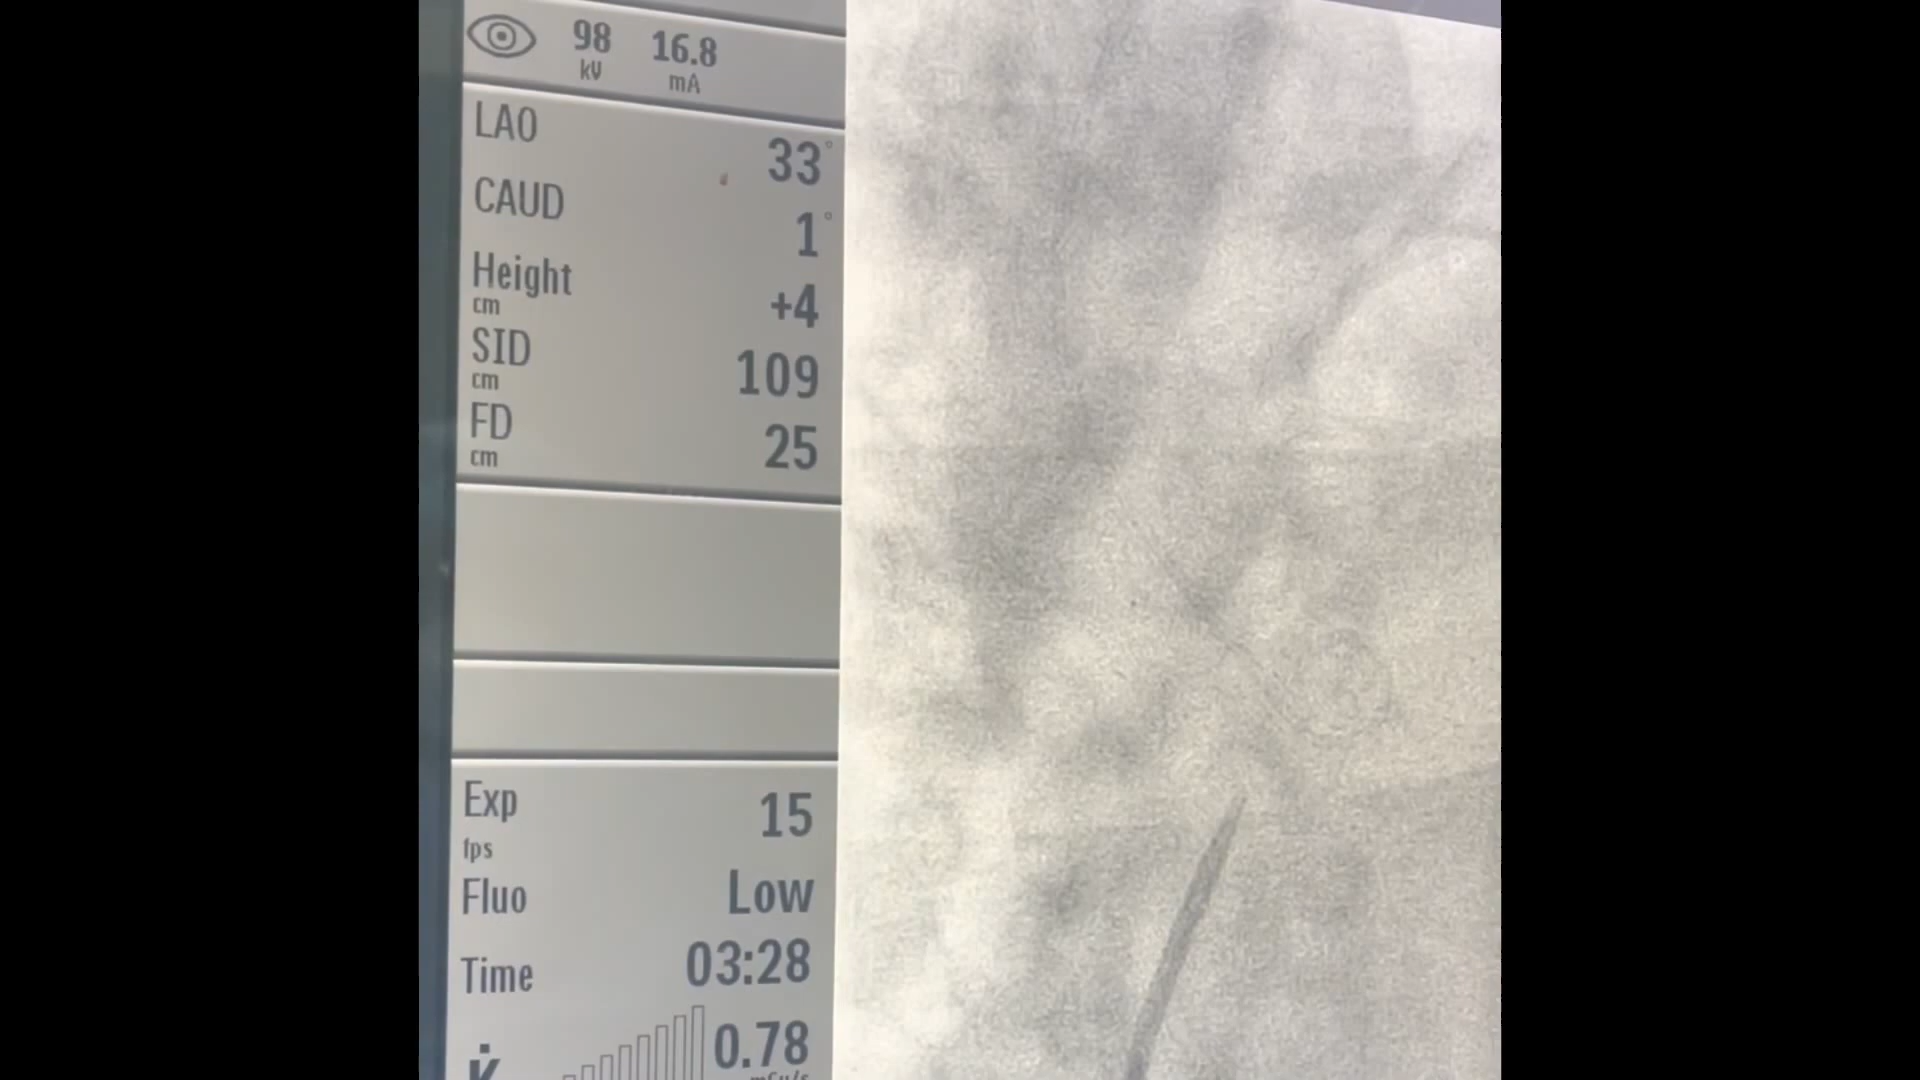 98 16.8
kV mA
LAO 33°
CAUD 1°
Height +4
cm
SID 109
cm
FD 25
cm
Exp 15
fps
Fluo Low
Time 03:28
K̇ 0.78